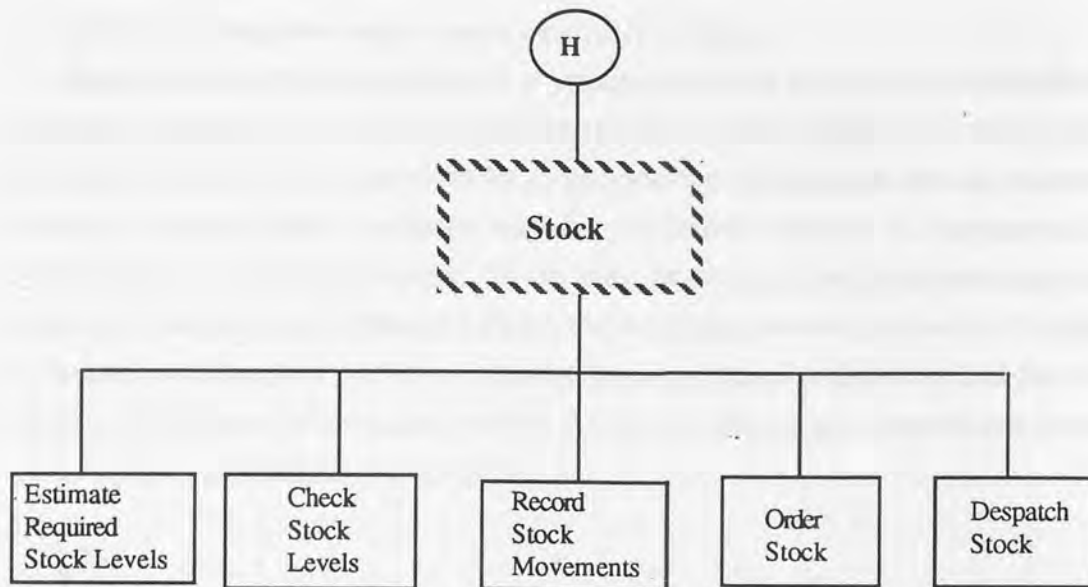 H
Stock
Estimate
Required
Stock Levels
Check
Stock
Levels
Record
Stock
Movements
Order
Stock
Despatch
Stock